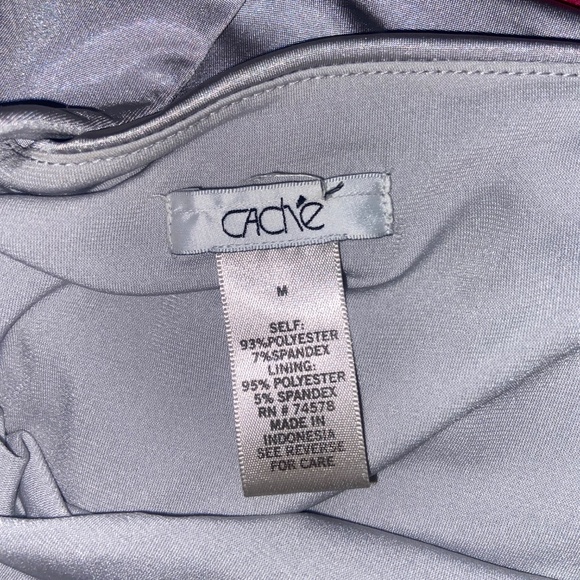 CACHÉ
M
SELF:
93%POLYESTER
7%SPANDEX
LINING:
95% POLYESTER
5% SPANDEX
RN # 74578
MADE IN
INDONESIA
SEE REVERSE
FOR CARE